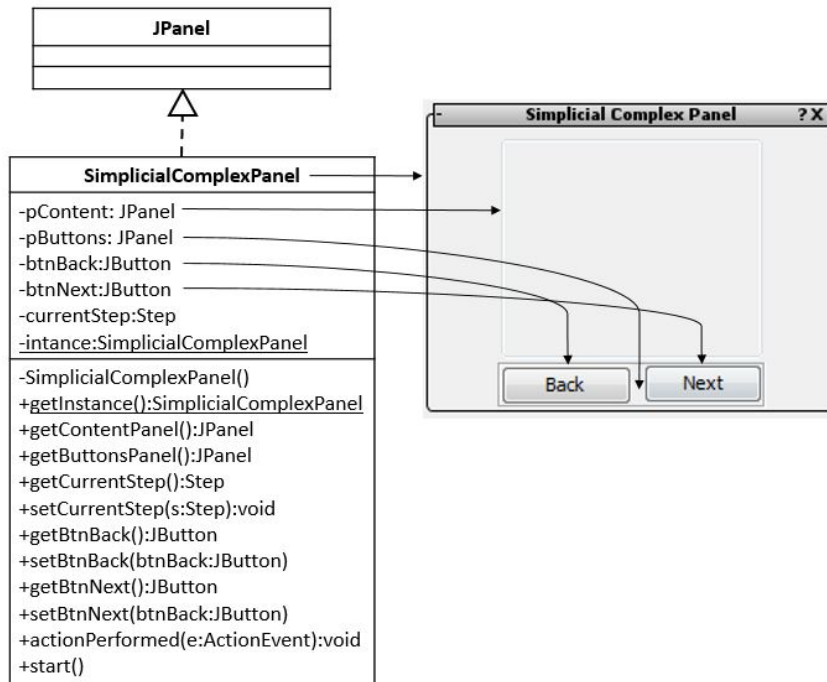 JPanel
SimplicialComplexPanel
-pContent: JPanel
-pButtons: JPanel
-btnBack:JButton
-btnNext:JButton
-currentStep:Step
-intance:SimplicialComplexPanel
-SimplicialComplexPanel()
+getInstance():SimplicialComplexPanel
+getContentPanel():JPanel
+getButtonsPanel():JPanel
+getCurrentStep():Step
+setCurrentStep(s:Step):void
+getBtnBack():JButton
+setBtnBack(btnBack:JButton)
+getBtnNext():JButton
+setBtnNext(btnBack:JButton)
+actionPerformed(e:ActionEvent):void
+start()
- Simplicial Complex Panel ? X
Back Next